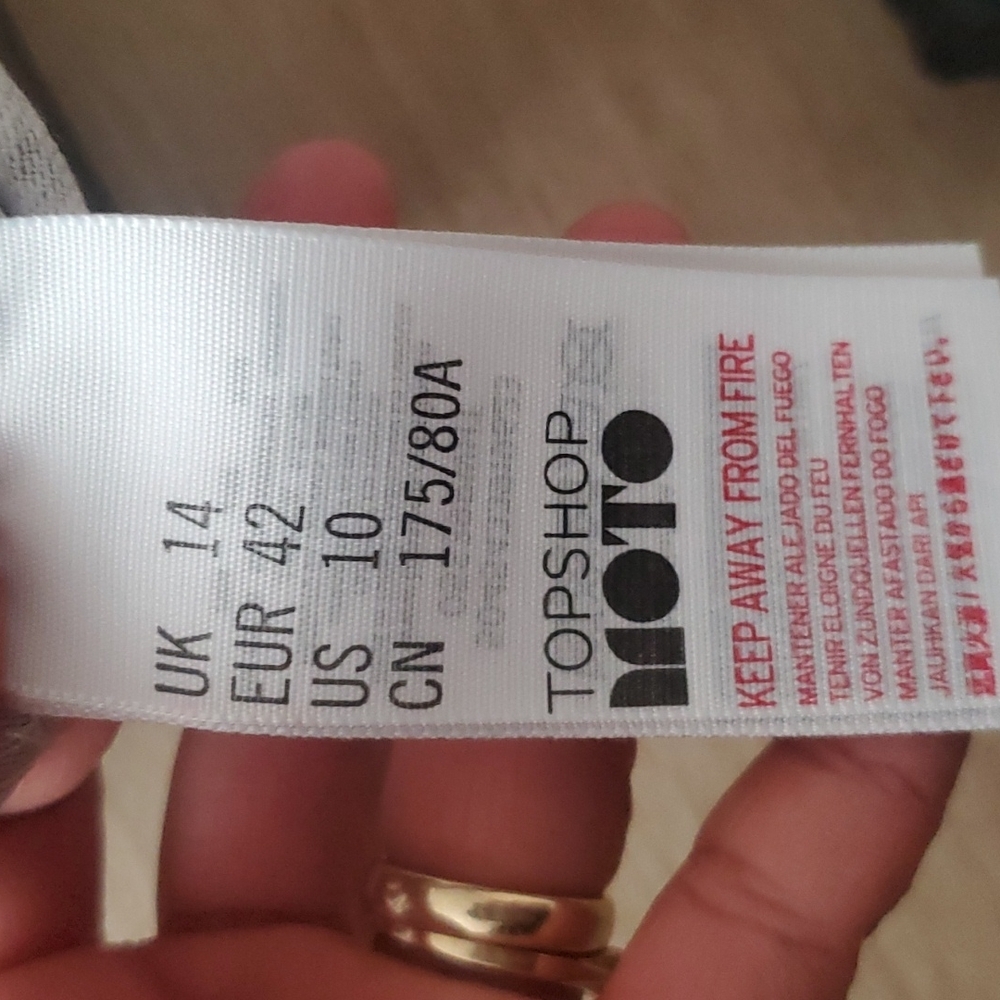 UK 14
EUR 42
US 10
CN 175/80A
TOPSHOP
MOTO
KEEP AWAY FROM FIRE
MANTENER ALEJADO DEL FUEGO
TENIR ELOIGNE DU FEU
VON ZUNDQUELLEN FERNHALTEN
MANTER AFASTADO DO FOGO
JAUHKAN DARI API